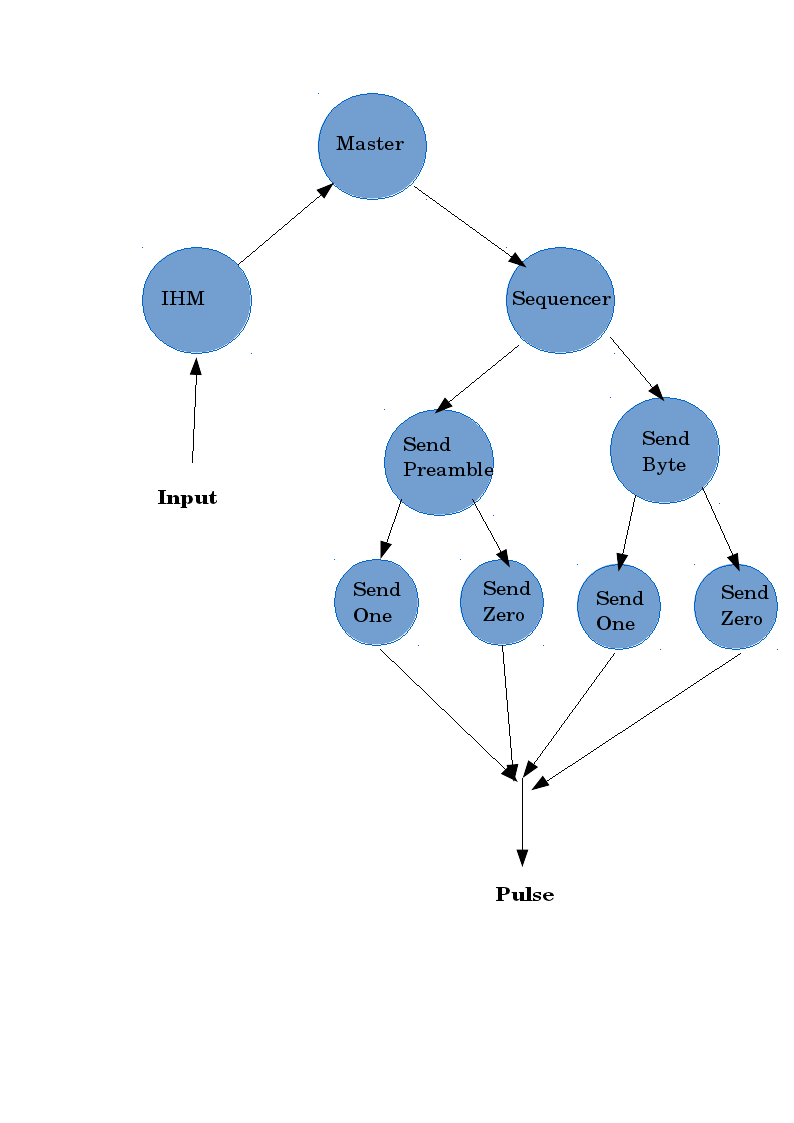 Master
IHM
Sequencer
Send
Preamble
Send
Byte
Input
Send
One
Send
Zero
Send
One
Send
Zero
Pulse